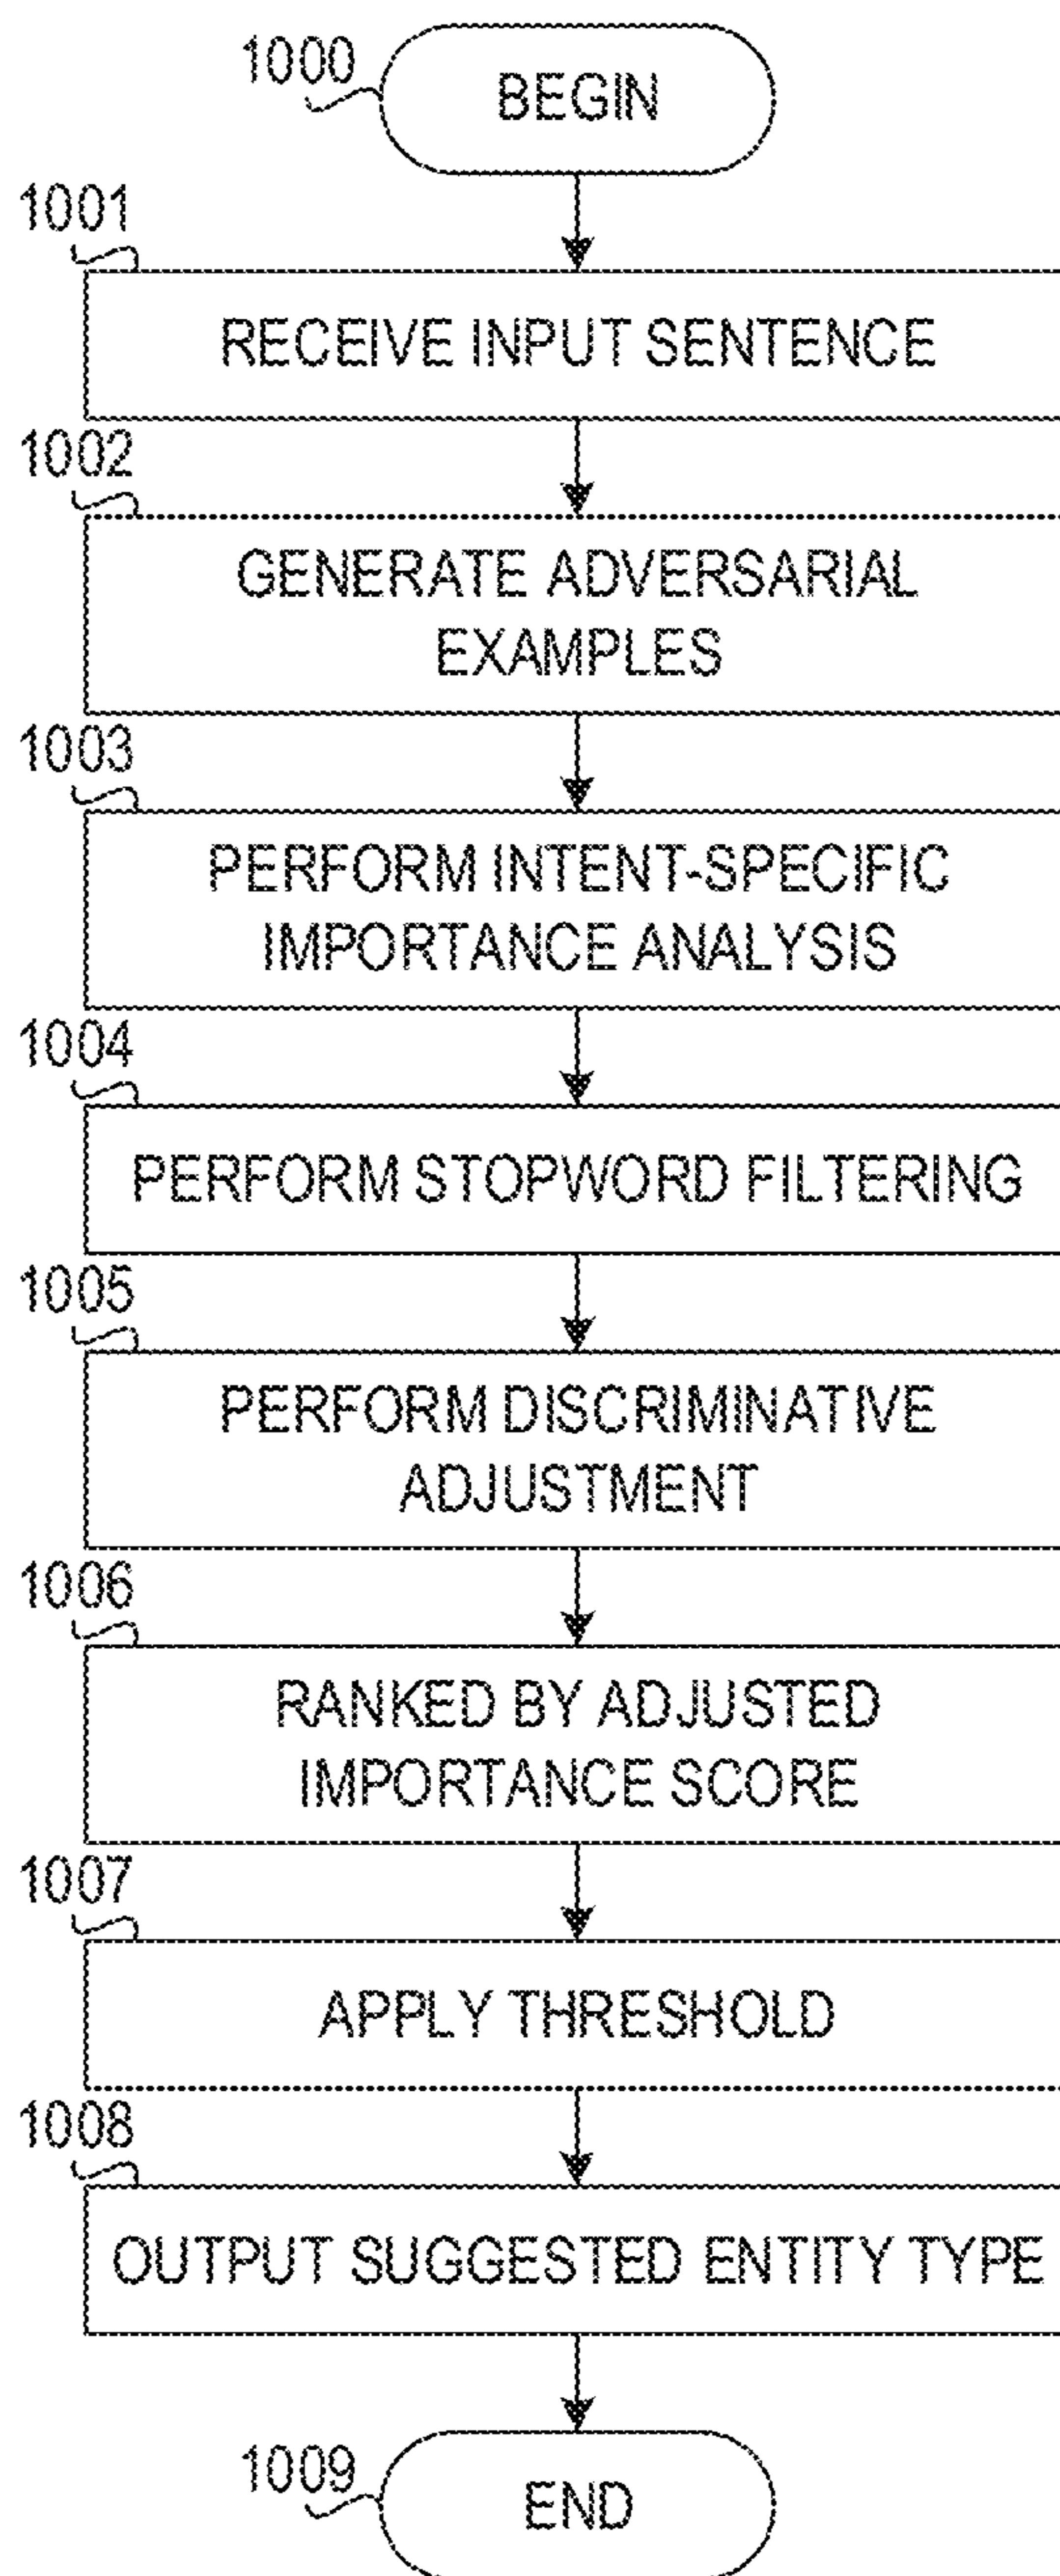 1000
BEGIN
1001
RECEIVE INPUT SENTENCE
1002
GENERATE ADVERSARIAL
EXAMPLES
1003
PERFORM INTENT-SPECIFIC
IMPORTANCE ANALYSIS
1004
PERFORM STOPWORD FILTERING
1005
PERFORM DISCRIMINATIVE
ADJUSTMENT
1006
RANKED BY ADJUSTED
IMPORTANCE SCORE
1007
APPLY THRESHOLD
1008
OUTPUT SUGGESTED ENTITY TYPE
1009
END